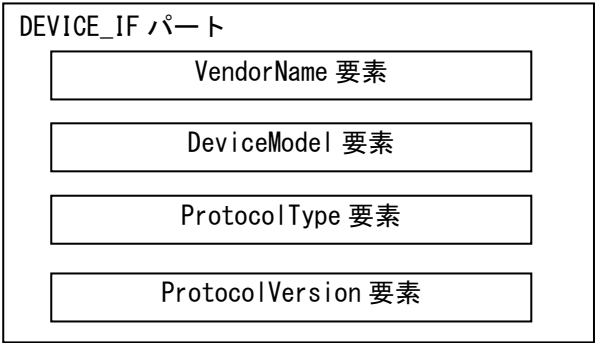 DEVICE_IF パート
VendorName 要素
DeviceModel 要素
ProtocolType 要素
ProtocolVersion 要素